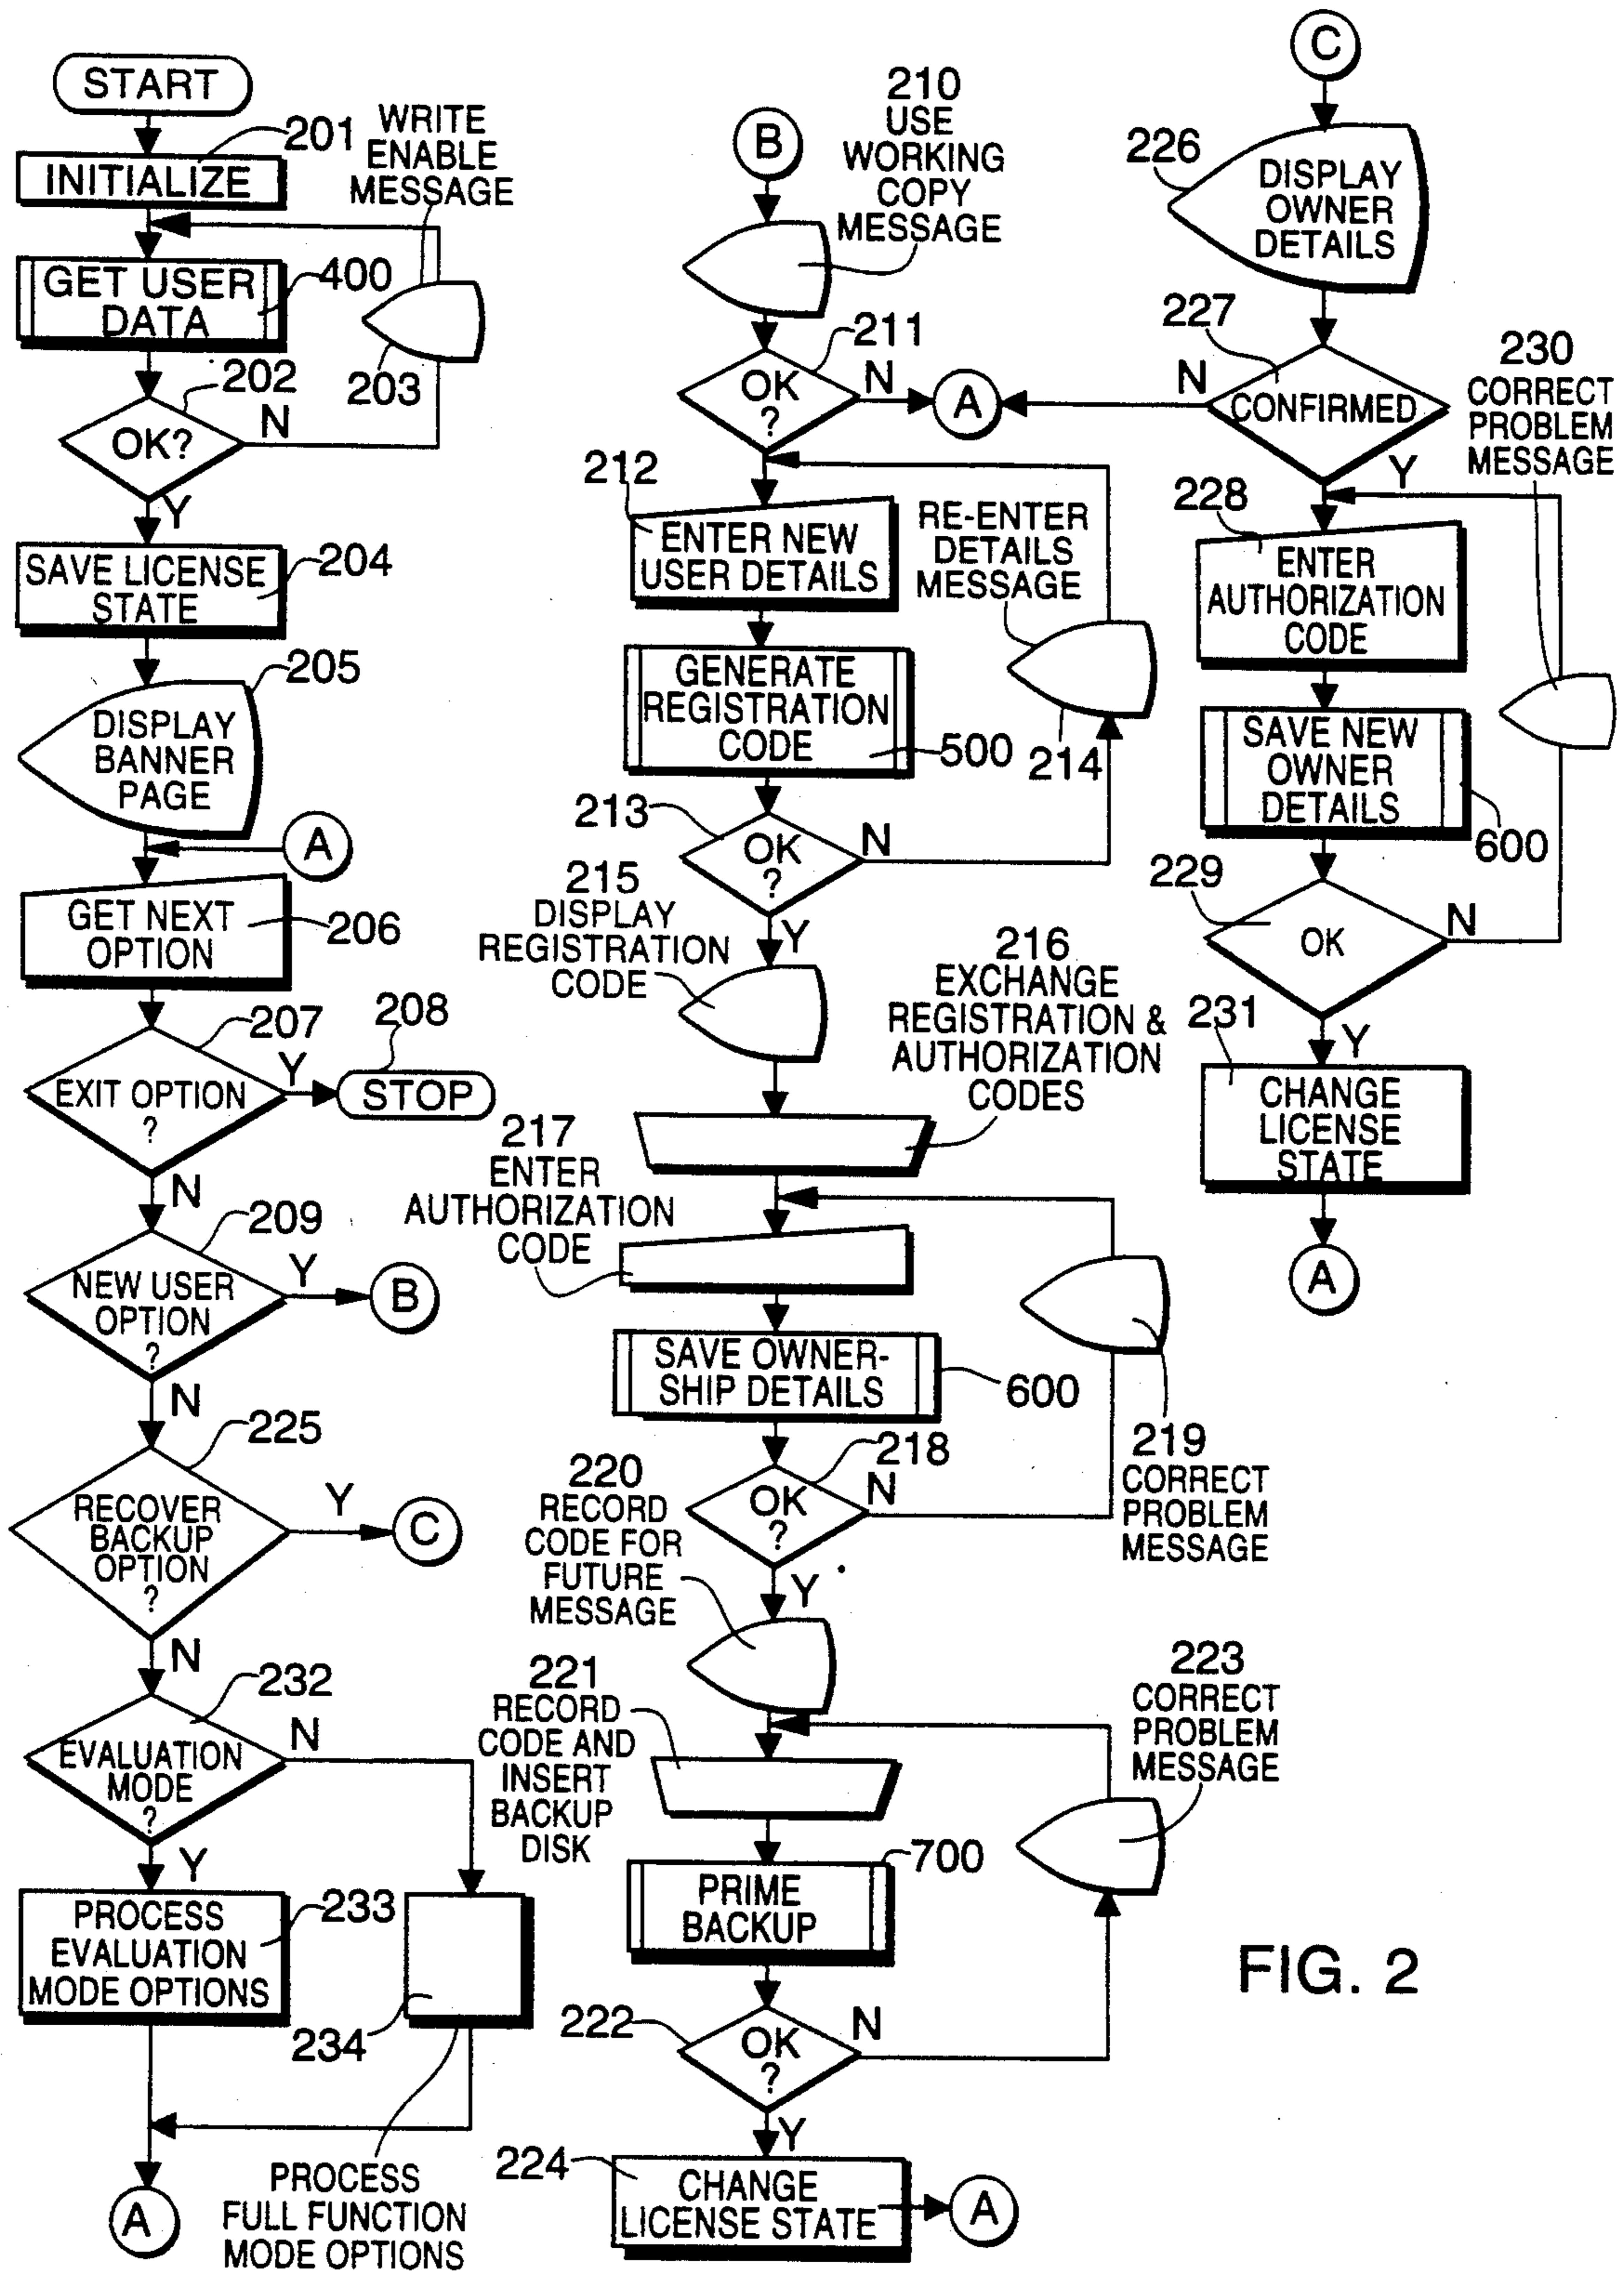 START
201
INITIALIZE
WRITE
ENABLE
MESSAGE
GET USER
DATA
400
203
202
OK?
N
Y
SAVE LICENSE
STATE
204
205
DISPLAY
BANNER
PAGE
A
GET NEXT
OPTION
206
207
EXIT OPTION
?
Y
208
STOP
N
209
NEW USER
OPTION
?
Y
B
N
225
RECOVER
BACKUP
OPTION
?
Y
C
N
232
EVALUATION
MODE
?
N
Y
PROCESS
EVALUATION
MODE OPTIONS
233
234
PROCESS
FULL FUNCTION
MODE OPTIONS
A
B
210
USE
WORKING
COPY
MESSAGE
211
OK
?
N
A
212
ENTER NEW
USER DETAILS
RE-ENTER
DETAILS
MESSAGE
214
GENERATE
REGISTRATION
CODE
500
213
OK
?
N
Y
215
DISPLAY
REGISTRATION
CODE
216
EXCHANGE
REGISTRATION &
AUTHORIZATION
CODES
217
ENTER
AUTHORIZATION
CODE
SAVE OWNER-
SHIP DETAILS
600
218
OK
?
N
Y
219
CORRECT
PROBLEM
MESSAGE
220
RECORD
CODE FOR
FUTURE
MESSAGE
221
RECORD
CODE AND
INSERT
BACKUP
DISK
223
CORRECT
PROBLEM
MESSAGE
PRIME
BACKUP
700
222
OK
?
N
Y
224
CHANGE
LICENSE STATE
A
C
226
DISPLAY
OWNER
DETAILS
227
CONFIRMED
N
Y
230
CORRECT
PROBLEM
MESSAGE
228
ENTER
AUTHORIZATION
CODE
SAVE NEW
OWNER
DETAILS
600
229
OK
N
Y
231
CHANGE
LICENSE
STATE
A
FIG. 2